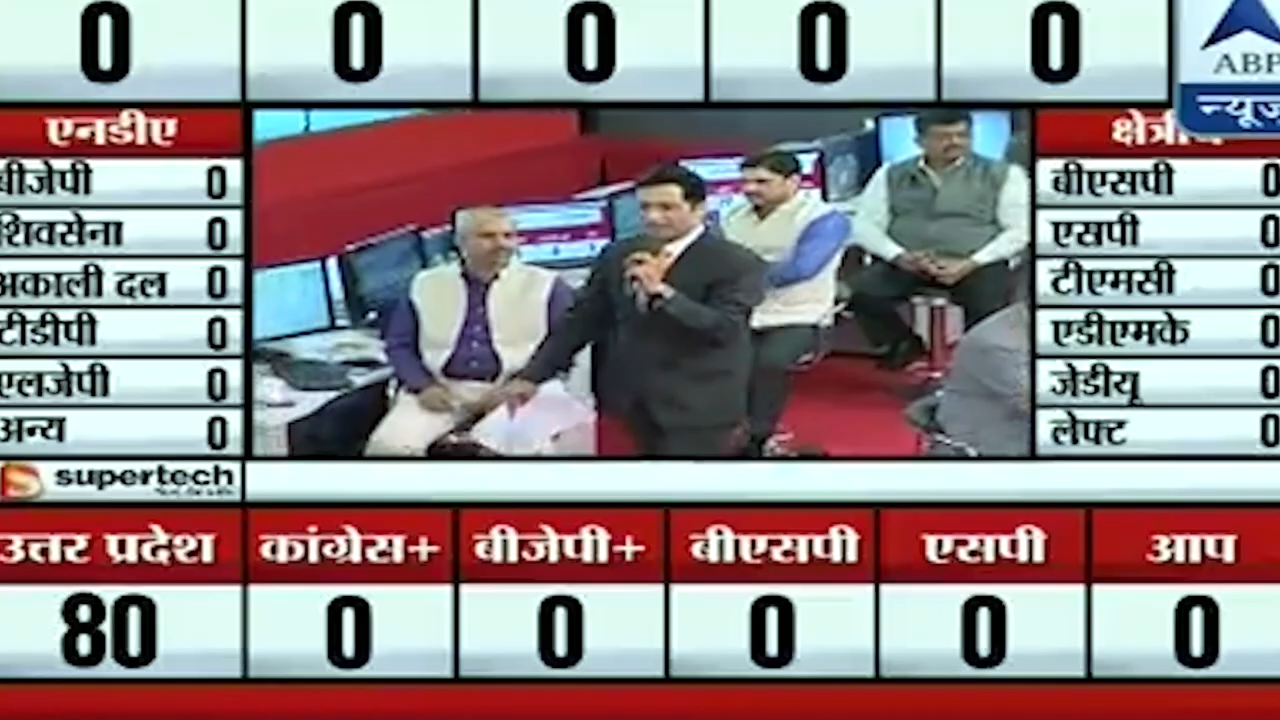 0 0 0 0 0
ABP
न्यूज़
एनडीए
बीजेपी 0
शिवसेना 0
अकाली दल 0
टीडीपी 0
एलजेपी 0
अन्य 0
बीएसपी 0
एसपी 0
टीएमसी 0
एडीएमके 0
जेडीयू 0
लेफ्ट 0
supertech
उत्तर प्रदेश कांग्रेस+ बीजेपी+ बीएसपी एसपी आप
80 0 0 0 0 0